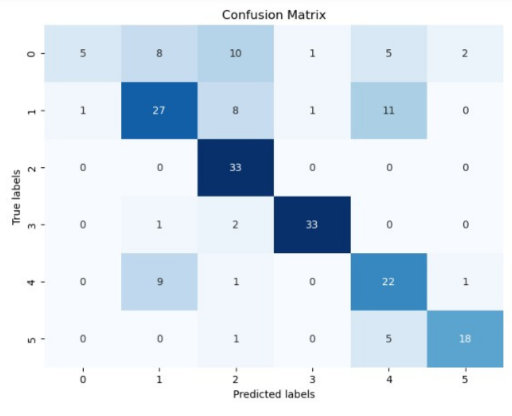 Confusion Matrix
True labels
0 5 8 10 1 5 2
1 1 27 8 1 11 0
2 0 0 33 0 0 0
3 0 1 2 33 0 0
4 0 9 1 0 22 1
5 0 0 1 0 5 18
0 1 2 3 4 5
Predicted labels